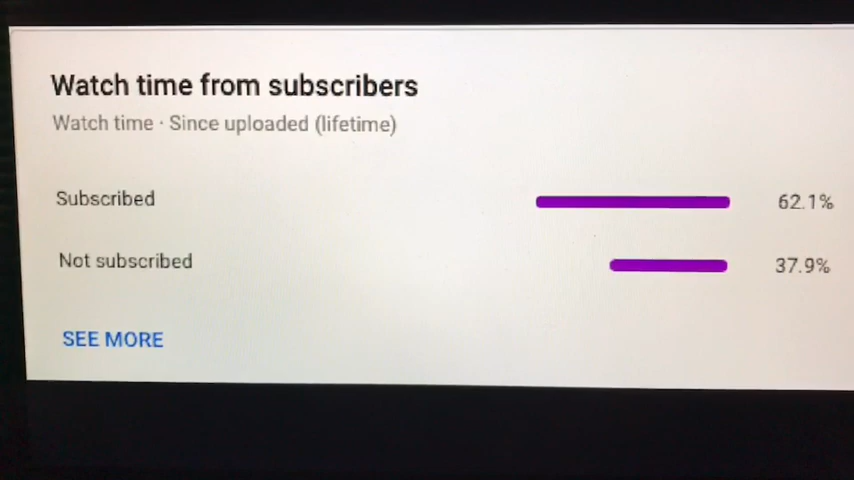 Watch time from subscribers
Watch time · Since uploaded (lifetime)
Subscribed 62.1%
Not subscribed 37.9%
SEE MORE